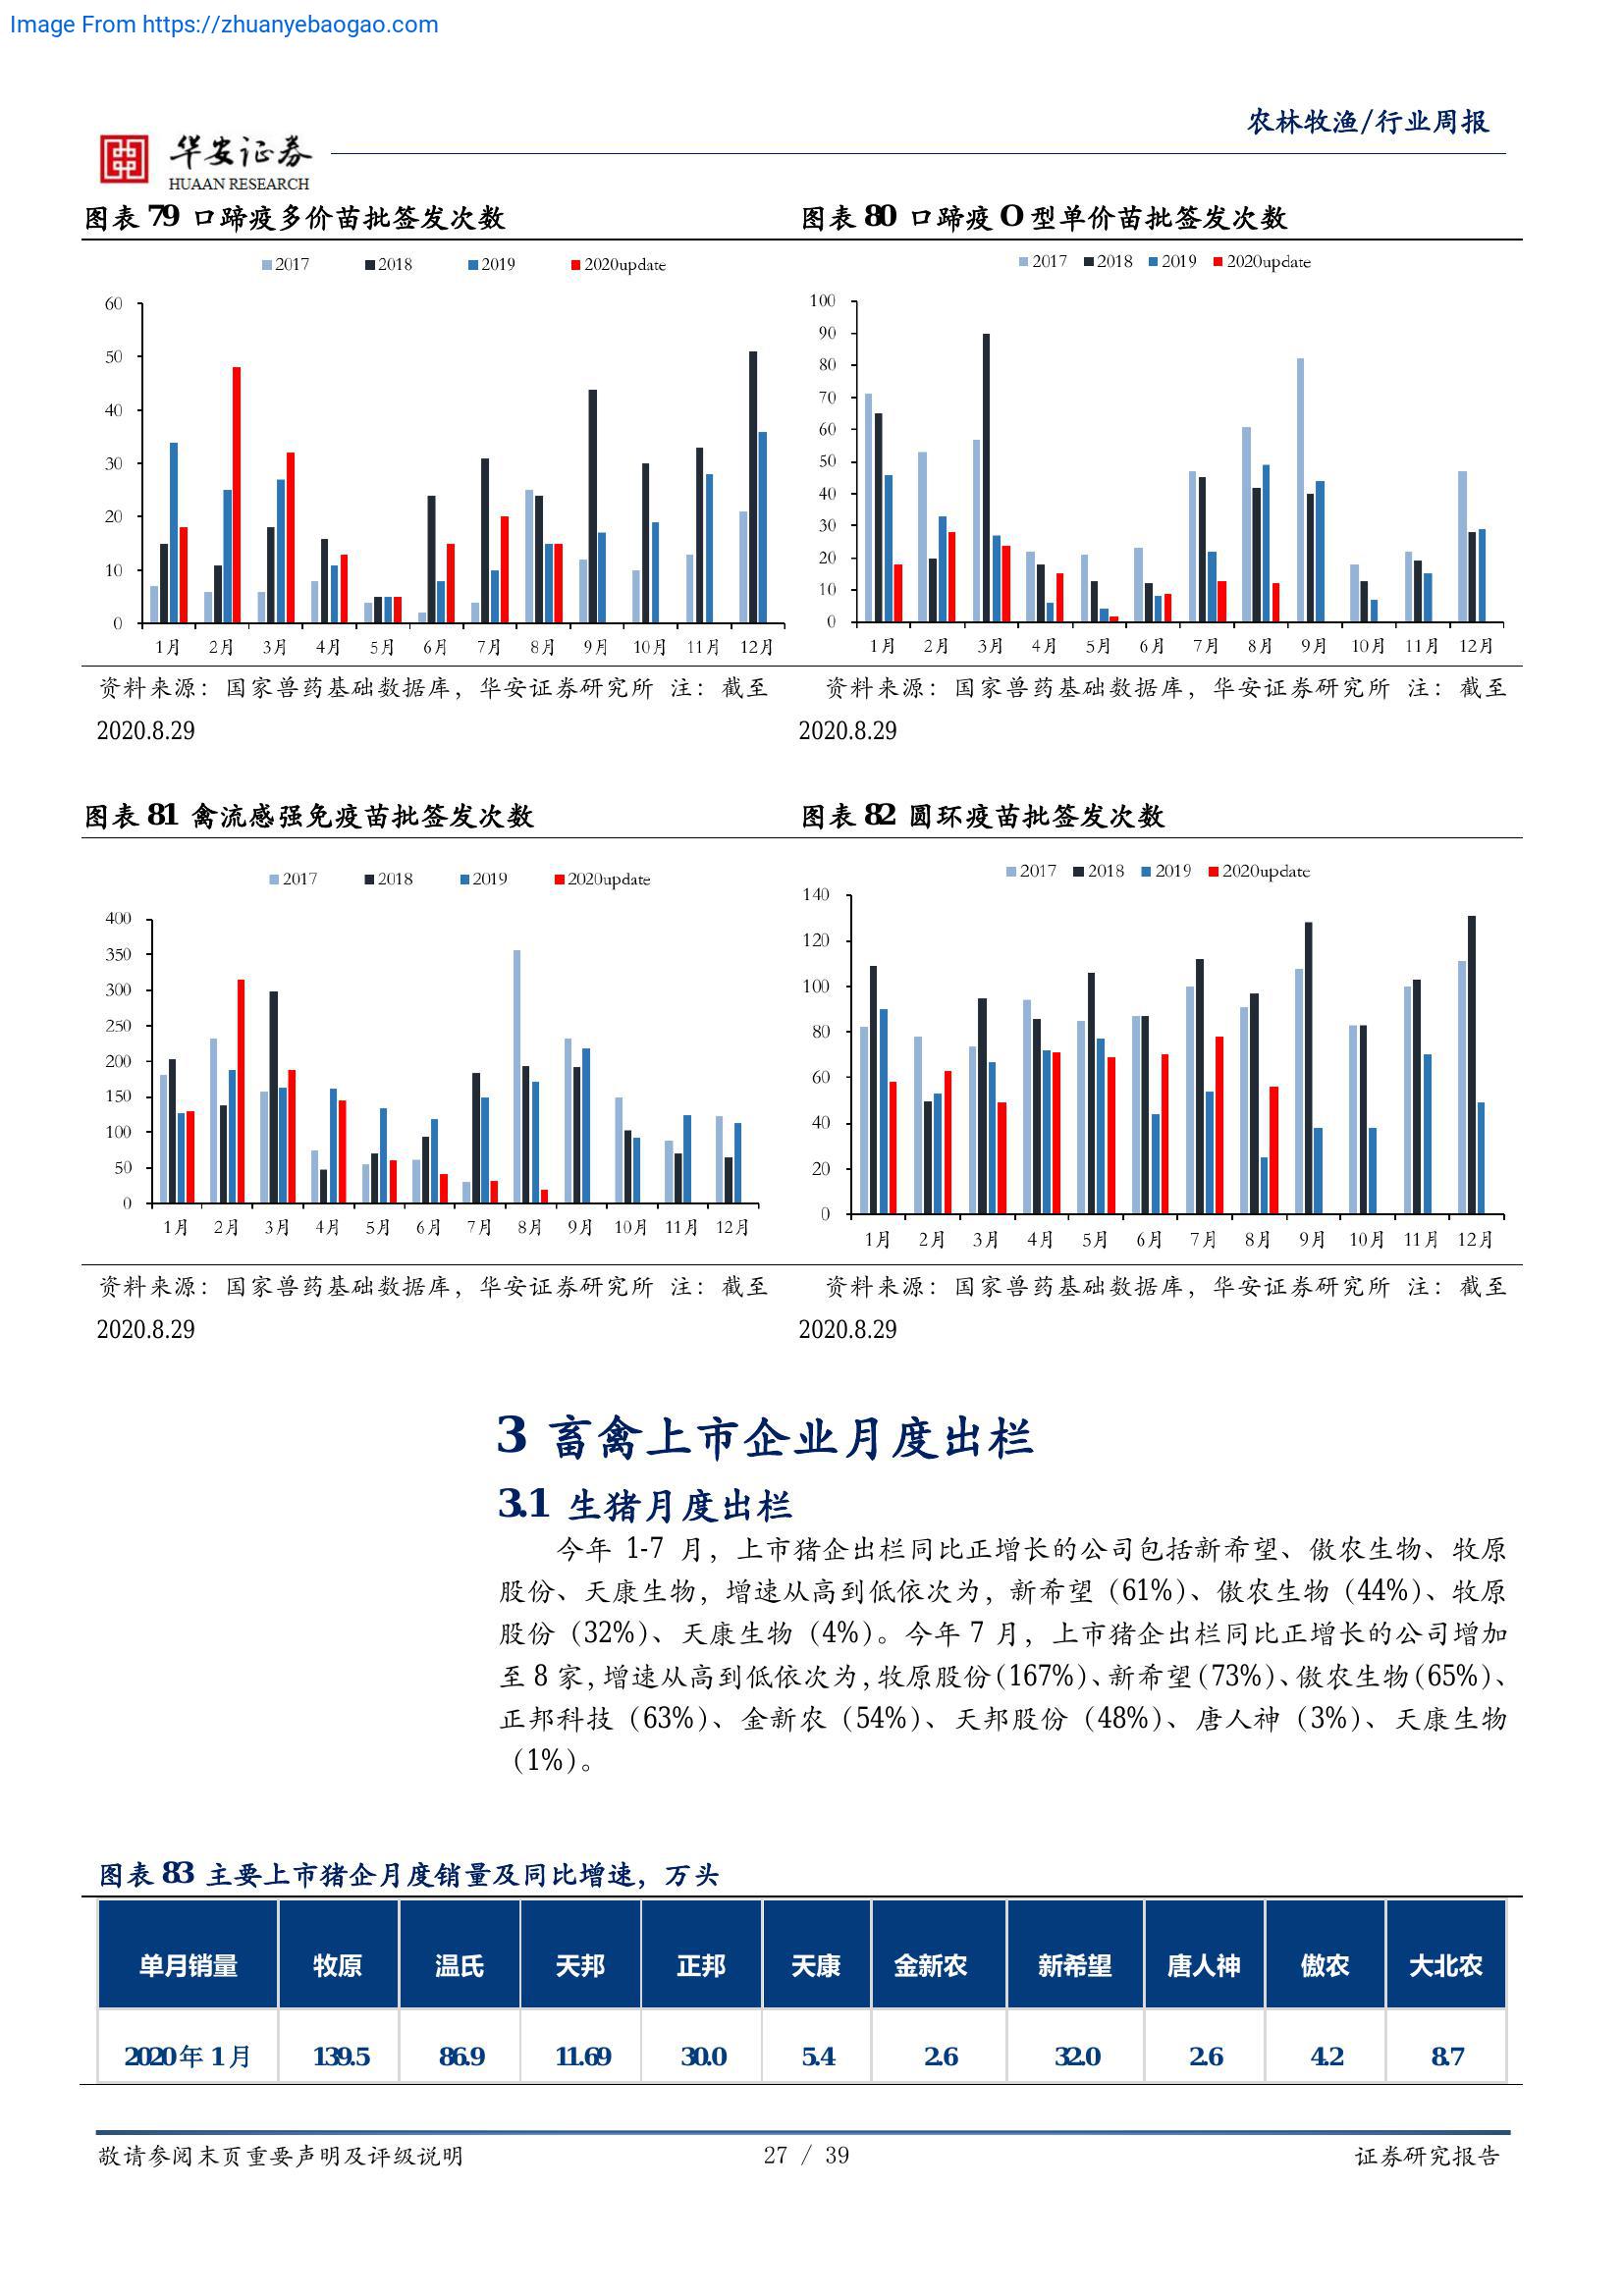 Image From https://zhuanyebaogao.com
农林牧渔/行业周报
华安证券
HUAAN RESEARCH
图表 79 口蹄疫多价苗批签发次数
2017 2018 2019 2020update
60
50
40
30
20
10
0
1月 2月 3月 4月 5月 6月 7月 8月 9月 10月 11月 12月
资料来源：国家兽药基础数据库，华安证券研究所 注：截至
2020.8.29
图表 80 口蹄疫 O 型单价苗批签发次数
2017 2018 2019 2020update
100
90
80
70
60
50
40
30
20
10
0
1月 2月 3月 4月 5月 6月 7月 8月 9月 10月 11月 12月
资料来源：国家兽药基础数据库，华安证券研究所 注：截至
2020.8.29
图表 81 禽流感强免疫苗批签发次数
2017 2018 2019 2020update
400
350
300
250
200
150
100
50
0
1月 2月 3月 4月 5月 6月 7月 8月 9月 10月 11月 12月
资料来源：国家兽药基础数据库，华安证券研究所 注：截至
2020.8.29
图表 82 圆环疫苗批签发次数
2017 2018 2019 2020update
140
120
100
80
60
40
20
0
1月 2月 3月 4月 5月 6月 7月 8月 9月 10月 11月 12月
资料来源：国家兽药基础数据库，华安证券研究所 注：截至
2020.8.29
3 畜禽上市企业月度出栏
3.1 生猪月度出栏
今年 1-7 月，上市猪企出栏同比正增长的公司包括新希望、傲农生物、牧原
股份、天康生物，增速从高到低依次为，新希望（61%）、傲农生物（44%）、牧原
股份（32%）、天康生物（4%）。今年 7 月，上市猪企出栏同比正增长的公司增加
至 8 家，增速从高到低依次为，牧原股份（167%）、新希望（73%）、傲农生物（65%）、
正邦科技（63%）、金新农（54%）、天邦股份（48%）、唐人神（3%）、天康生物
（1%）。
图表 83 主要上市猪企月度销量及同比增速，万头
单月销量 牧原 温氏 天邦 正邦 天康 金新农 新希望 唐人神 傲农 大北农
2020年 1月 139.5 86.9 11.69 30.0 5.4 2.6 32.0 2.6 4.2 8.7
敬请参阅末页重要声明及评级说明 27 / 39 证券研究报告